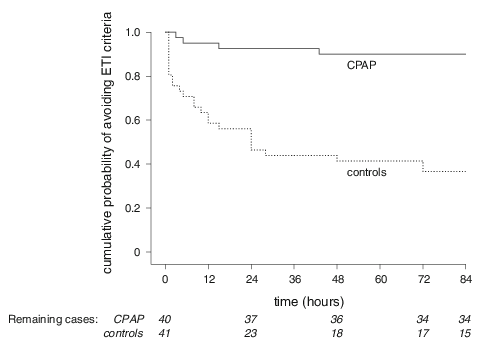 cumulative probability of avoiding ETI criteria
1.0
0.8
0.6
0.4
0.2
0
CPAP
controls
0 12 24 36 48 60 72 84
time (hours)
Remaining cases: CPAP 40 37 36 34 34
controls 41 23 18 17 15